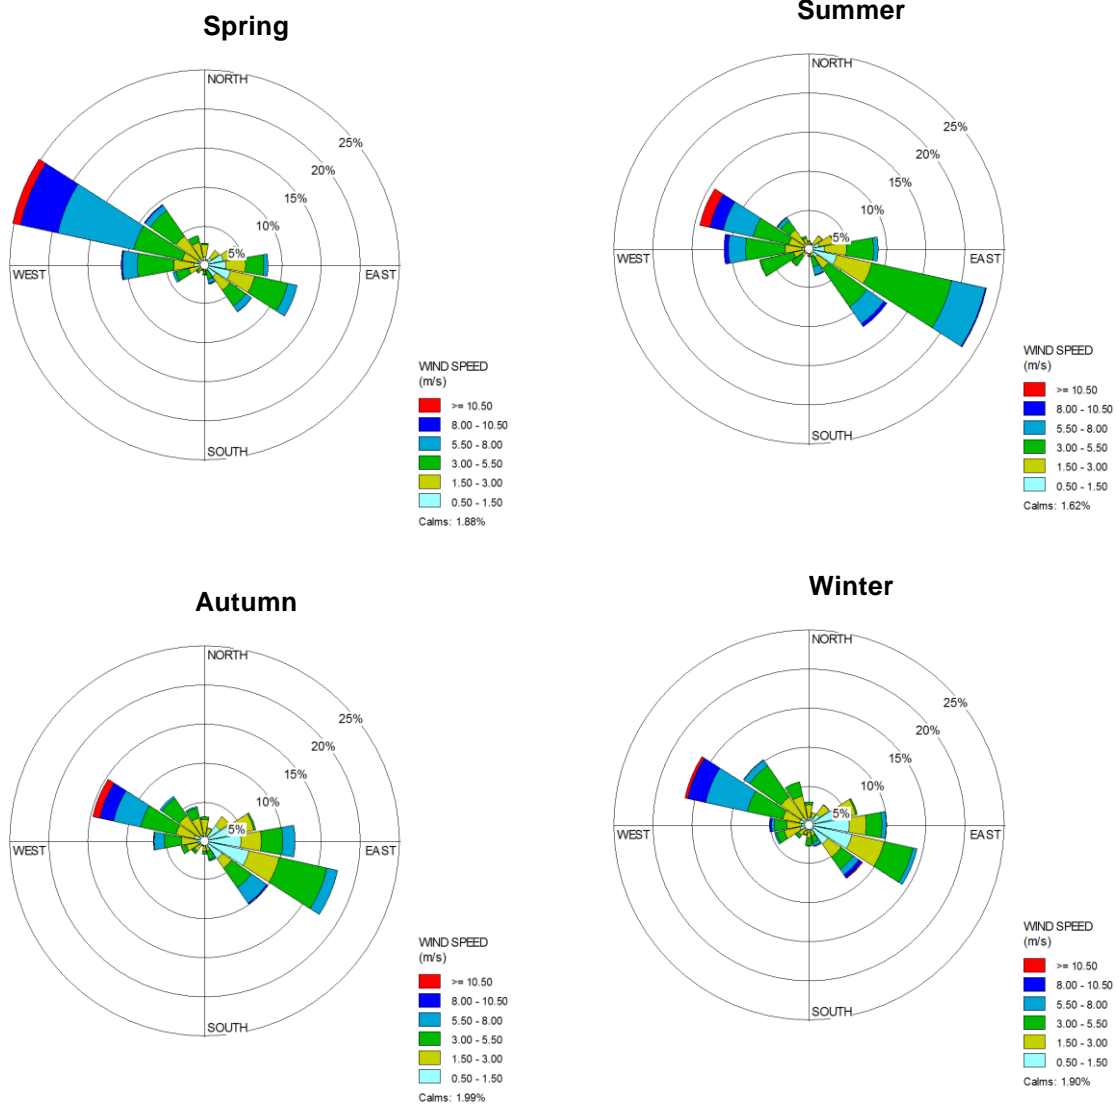 Spring
NORTH
25%
20%
15%
10%
5%
WEST
EAST
SOUTH
WIND SPEED
(m/s)
>= 10.50
8.00 - 10.50
5.50 - 8.00
3.00 - 5.50
1.50 - 3.00
0.50 - 1.50
Calms: 1.88%
Summer
NORTH
25%
20%
15%
10%
5%
WEST
EAST
SOUTH
WIND SPEED
(m/s)
>= 10.50
8.00 - 10.50
5.50 - 8.00
3.00 - 5.50
1.50 - 3.00
0.50 - 1.50
Calms: 1.62%
Autumn
NORTH
25%
20%
15%
10%
5%
WEST
EAST
SOUTH
WIND SPEED
(m/s)
>= 10.50
8.00 - 10.50
5.50 - 8.00
3.00 - 5.50
1.50 - 3.00
0.50 - 1.50
Calms: 1.99%
Winter
NORTH
25%
20%
15%
10%
5%
WEST
EAST
SOUTH
WIND SPEED
(m/s)
>= 10.50
8.00 - 10.50
5.50 - 8.00
3.00 - 5.50
1.50 - 3.00
0.50 - 1.50
Calms: 1.90%